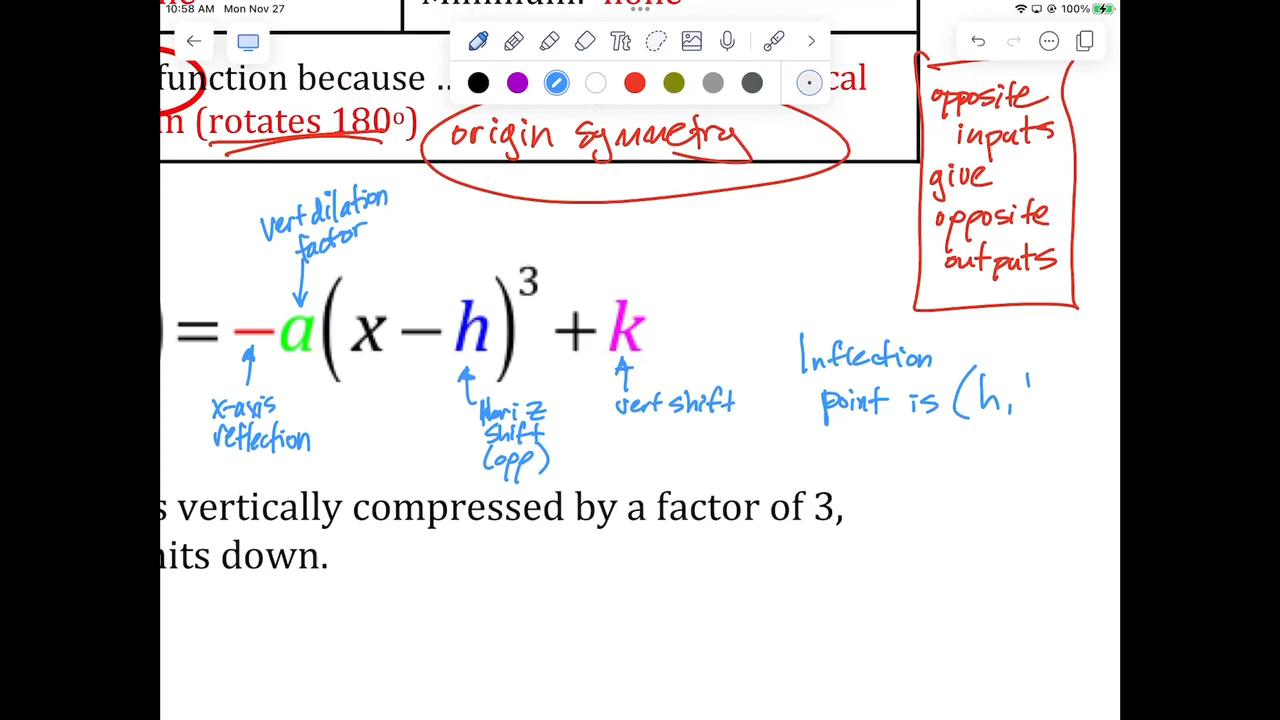 10:58 AM Mon Nov 27
100%
Minimum: none
function because ..
cal
(rotates 180°)
origin symmetry
opposite
inputs
give
opposite
outputs
vert dilation
factor
= -a(x - h)³ + k
x-axis
reflection
Horiz
shift
(opp)
vert shift
Inflection
point is (h,
vertically compressed by a factor of 3,
nits down.